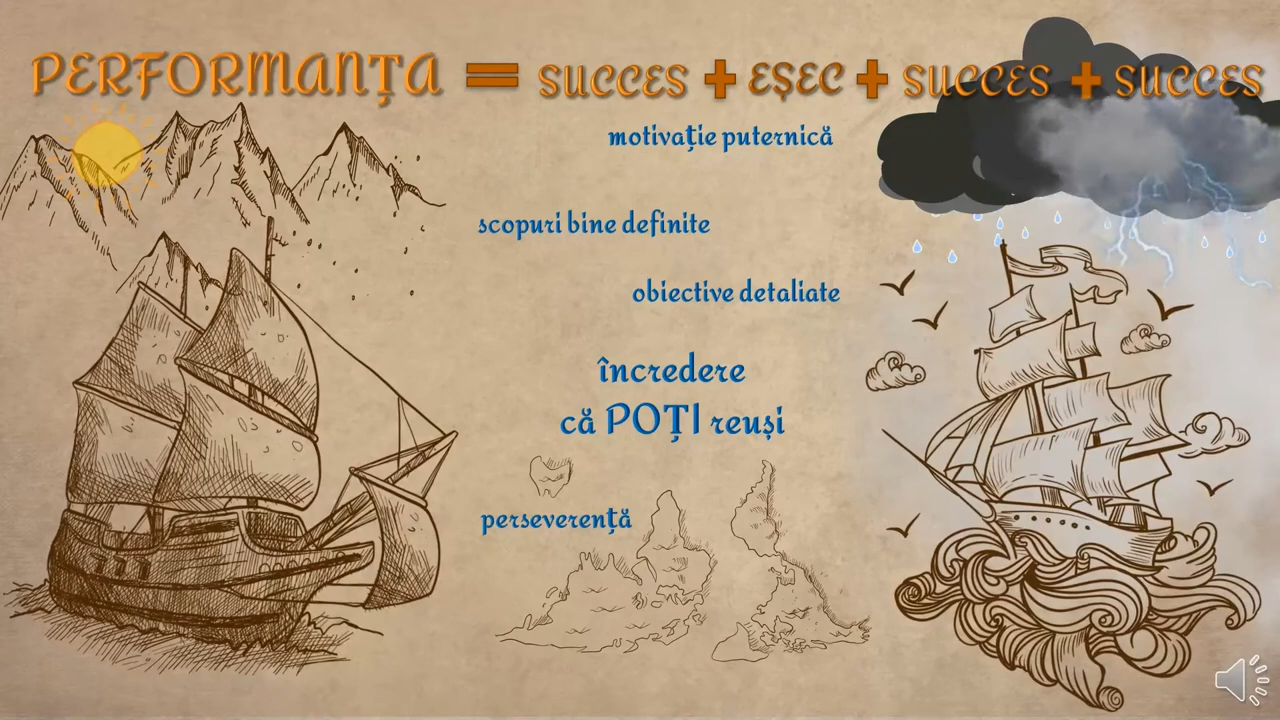 PERFORMANȚA = SUCCES + EȘEC + SUCCES + SUCCES
motivație puternică
scopuri bine definite
obiective detaliate
încredere
că POȚI reuși
perseverență